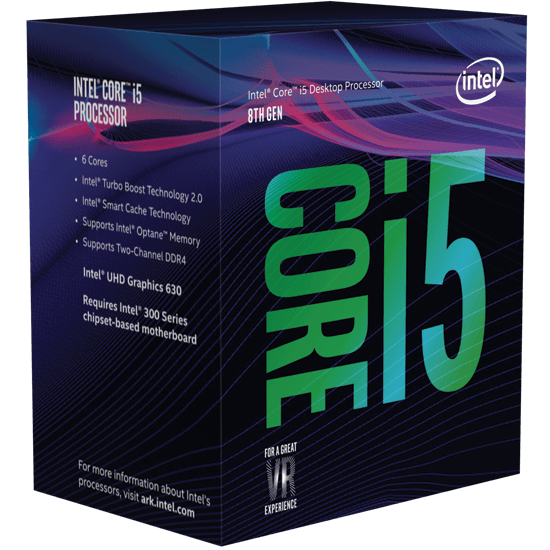 INTEL® CORE™ i5
PROCESSOR
• 6 Cores
• Intel® Turbo Boost Technology 2.0
• Intel® Smart Cache Technology
• Supports Intel® Optane™ Memory
• Supports Two-Channel DDR4
Intel® UHD Graphics 630
Requires Intel® 300 Series
chipset-based motherboard
For more information about Intel's
processors, visit ark.intel.com
Intel® Core™ i5 Desktop Processor
8TH GEN
intel
CORE i5
FOR A GREAT
VR
EXPERIENCE